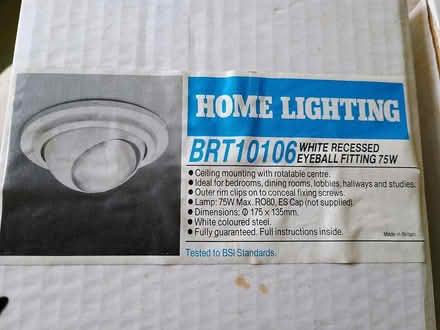 HOME LIGHTING
BRT10106 WHITE RECESSED
EYEBALL FITTING 75W
• Ceiling mounting with rotatable centre.
• Ideal for bedrooms, dining rooms, lobbies, hallways and studies.
• Outer rim clips on to conceal fixing screws.
• Lamp: 75W Max. RO80, ES Cap (not supplied).
• Dimensions: Φ 175 x 135mm.
• White coloured steel.
• Fully guaranteed. Full instructions inside.
Made in Britain
Tested to BSI Standards.